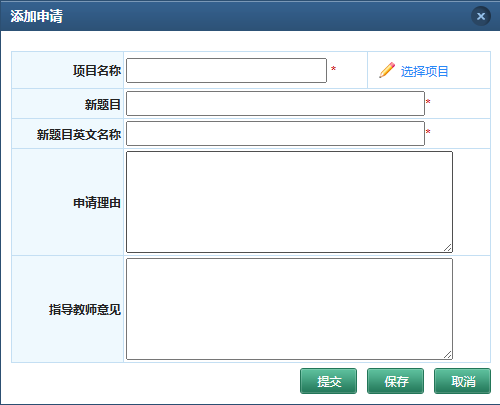 添加申请
项目名称 * 选择项目
新题目 *
新题目英文名称 *
申请理由
指导教师意见
提交 保存 取消